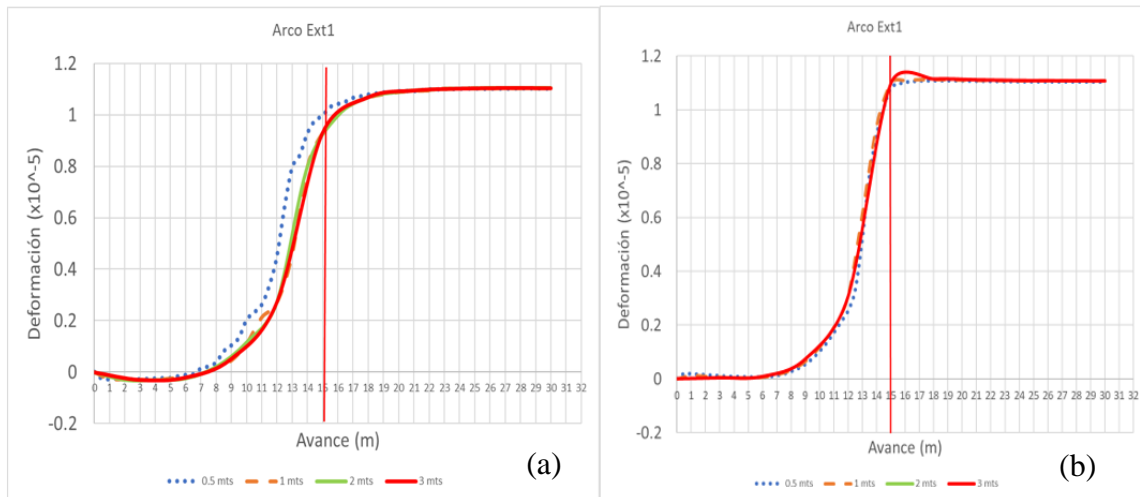 Arco Ext1
Deformación (x10^-5)
1.2
1
0.8
0.6
0.4
0.2
0
-0.2
0 1 2 3 4 5 6 7 8 9 10 11 12 13 14 15 16 17 18 19 20 21 22 23 24 25 26 27 28 29 30 31 32
Avance (m)
0.5 mts 1 mts 2 mts 3 mts
(a)
Arco Ext1
Deformación (x10^-5)
1.2
1
0.8
0.6
0.4
0.2
0
-0.2
0 1 2 3 4 5 6 7 8 9 10 11 12 13 14 15 16 17 18 19 20 21 22 23 24 25 26 27 28 29 30 31 32
Avance (m)
0.5 mts 1 mts 2 mts 3 mts
(b)